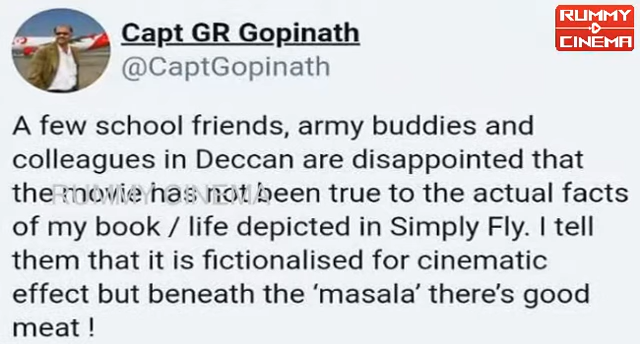 RUMMY
CINEMA
Capt GR Gopinath
@CaptGopinath
A few school friends, army buddies and
colleagues in Deccan are disappointed that
the movie has not been true to the actual facts
RUMMY CINEMA
of my book / life depicted in Simply Fly. I tell
them that it is fictionalised for cinematic
effect but beneath the ‘masala’ there’s good
meat !